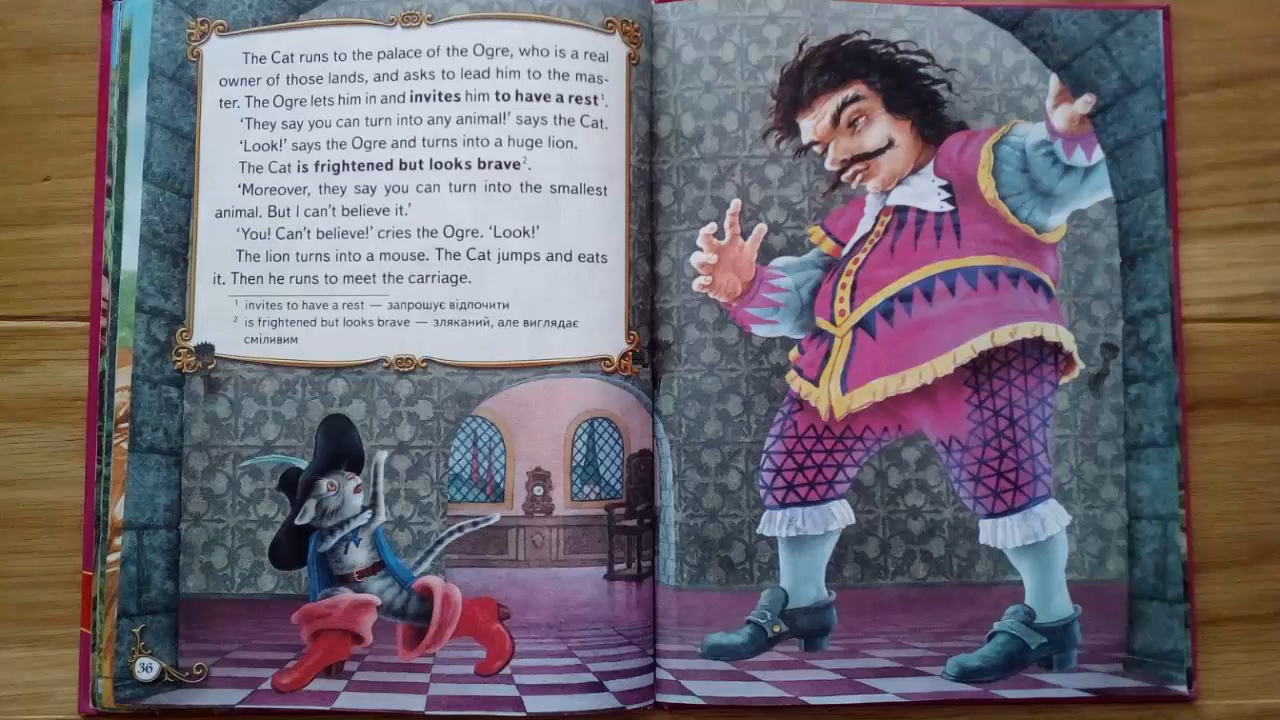 The Cat runs to the palace of the Ogre, who is a real
owner of those lands, and asks to lead him to the mas-
ter. The Ogre lets him in and invites him to have a rest¹.
‘They say you can turn into any animal!’ says the Cat.
‘Look!’ says the Ogre and turns into a huge lion.
The Cat is frightened but looks brave².
‘Moreover, they say you can turn into the smallest
animal. But I can’t believe it.’
‘You! Can’t believe!’ cries the Ogre. ‘Look!’
The lion turns into a mouse. The Cat jumps and eats
it. Then he runs to meet the carriage.
¹ invites to have a rest — запрошує відпочити
² is frightened but looks brave — зляканий, але виглядає
сміливим
36